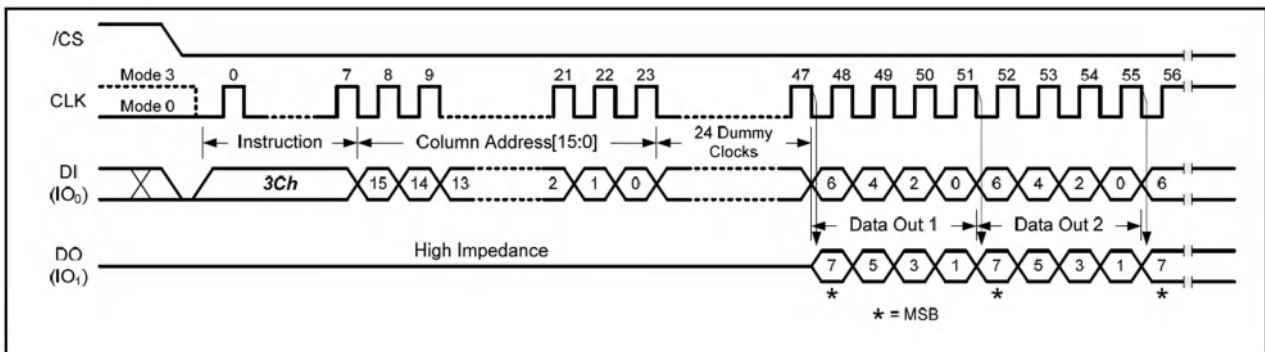 /CS
Mode 3 0 7 8 9 21 22 23 47 48 49 50 51 52 53 54 55 56
CLK
Mode 0
Instruction Column Address[15:0] 24 Dummy
Clocks
DI
(IO0)
3Ch 15 14 13 2 1 0 6 4 2 0 6 4 2 0 6
Data Out 1 Data Out 2
High Impedance
DO
(IO1)
7 5 3 1 7 5 3 1 7
* * *
* = MSB